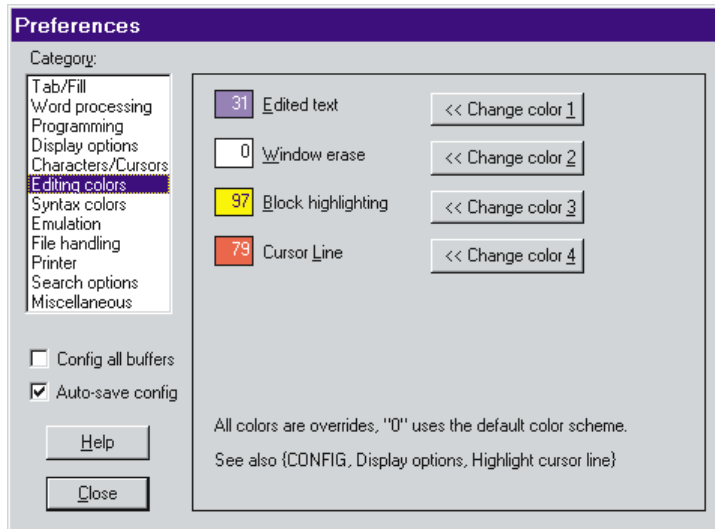 Preferences
Category:
Tab/Fill
Word processing
Programming
Display options
Characters/Cursors
Editing colors
Syntax colors
Emulation
File handling
Printer
Search options
Miscellaneous
Config all buffers
Auto-save config
Help
Close
31 Edited text << Change color 1
0 Window erase << Change color 2
97 Block highlighting << Change color 3
79 Cursor Line << Change color 4
All colors are overrides, "0" uses the default color scheme.
See also {CONFIG, Display options, Highlight cursor line}